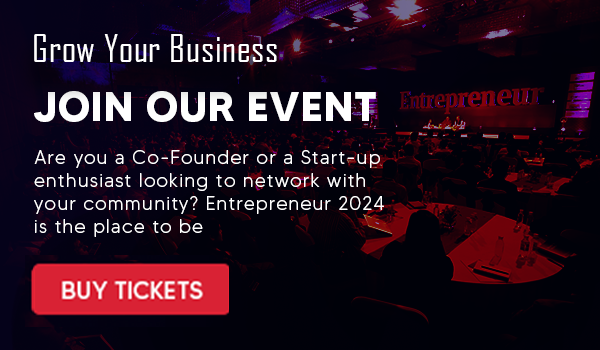 Grow Your Business
JOIN OUR EVENT
Entrepreneur
Are you a Co-Founder or a Start-up
enthusiast looking to network with
your community? Entrepreneur 2024
is the place to be
BUY TICKETS